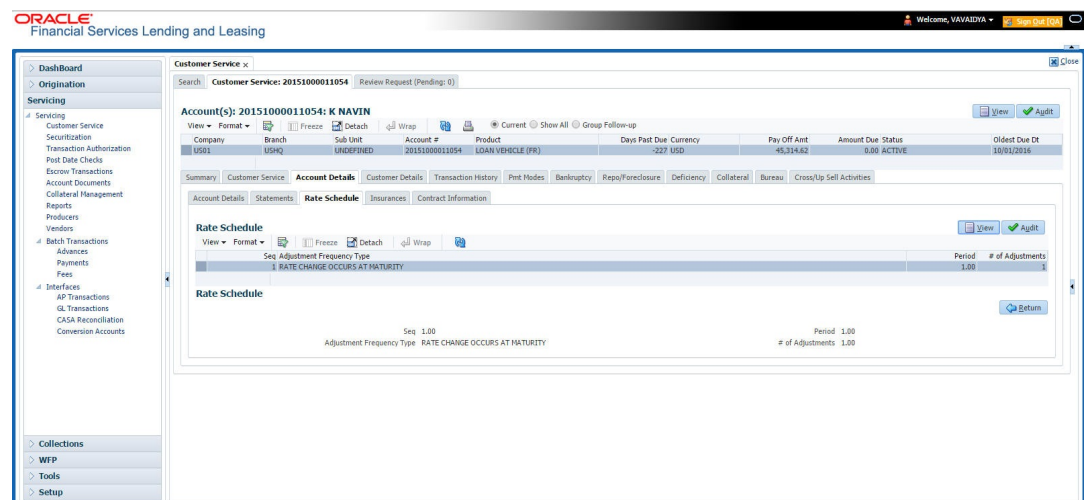 ORACLE
Financial Services Lending and Leasing
Welcome, VAVAIDYA
Sign Out [QA]
Close
DashBoard
Origination
Servicing
Servicing
Customer Service
Securitization
Transaction Authorization
Post Date Checks
Escrow Transactions
Account Documents
Collateral Management
Reports
Producers
Vendors
Batch Transactions
Advances
Payments
Fees
Interfaces
AP Transactions
GL Transactions
CASA Reconciliation
Conversion Accounts
Collections
WFP
Tools
Setup
Customer Service x
Search Customer Service: 20151000011054 Review Request (Pending: 0)
Account(s): 20151000011054: K NAVIN
View Audit
View Format Freeze Detach Wrap Current Show All Group Follow-up
Company Branch Sub Unit Account # Product Days Past Due Currency Pay Off Amt Amount Due Status Oldest Due Dt
US01 USHQ UNDEFINED 20151000011054 LOAN VEHICLE (FR) -227 USD 45,314.62 0.00 ACTIVE 10/01/2016
Summary Customer Service Account Details Customer Details Transaction History Pmt Modes Bankruptcy Repo/Foreclosure Deficiency Collateral Bureau Cross/Up Sell Activities
Account Details Statements Rate Schedule Insurances Contract Information
Rate Schedule
View Audit
View Format Freeze Detach Wrap
Seq Adjustment Frequency Type Period # of Adjustments
1 RATE CHANGE OCCURS AT MATURITY 1.00 1
Rate Schedule
Return
Seq 1.00 Period 1.00
Adjustment Frequency Type RATE CHANGE OCCURS AT MATURITY # of Adjustments 1.00